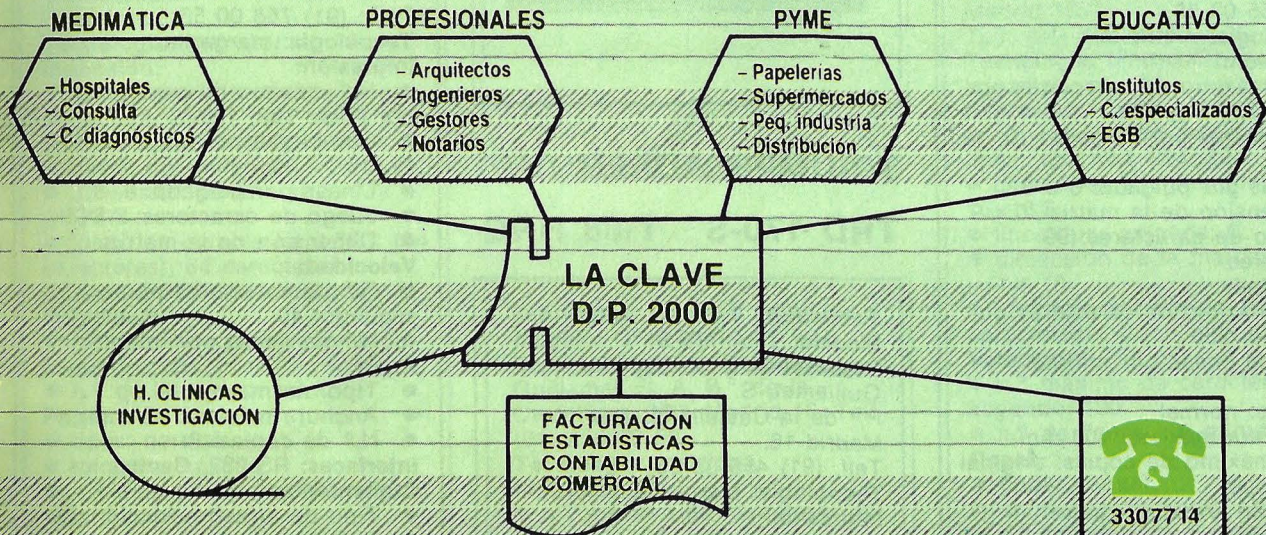 MEDIMÁTICA
- Hospitales
- Consulta
- C. diagnósticos
PROFESIONALES
- Arquitectos
- Ingenieros
- Gestores
- Notarios
PYME
- Papelerías
- Supermercados
- Peq. industria
- Distribución
EDUCATIVO
- Institutos
- C. especializados
- EGB
LA CLAVE
D.P. 2000
H. CLÍNICAS
INVESTIGACIÓN
FACTURACIÓN
ESTADÍSTICAS
CONTABILIDAD
COMERCIAL
3307714